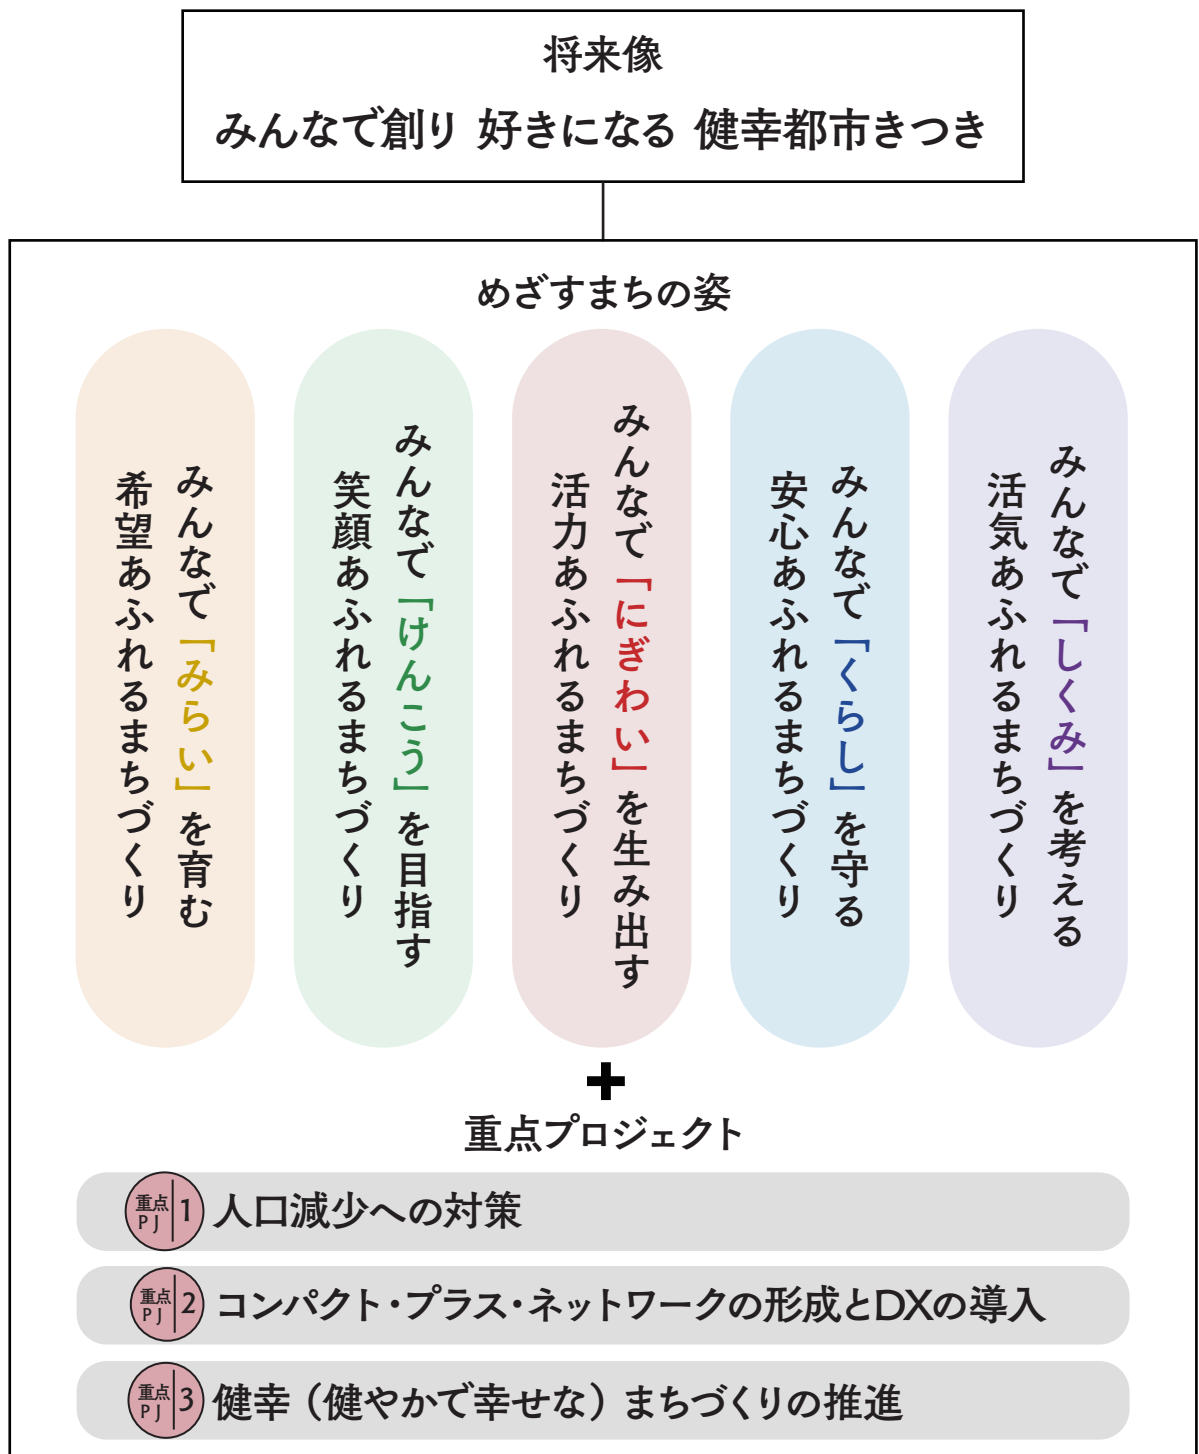 将来像
みんなで創り 好きになる 健幸都市きつき
めざすまちの姿
みんなで「みらい」を育む
希望あふれるまちづくり
みんなで「けんこう」を目指す
笑顔あふれるまちづくり
みんなで「にぎわい」を生み出す
活力あふれるまちづくり
みんなで「くらし」を守る
安心あふれるまちづくり
みんなで「しくみ」を考える
活気あふれるまちづくり
+
重点プロジェクト
重点PJ 1 人口減少への対策
重点PJ 2 コンパクト・プラス・ネットワークの形成とDXの導入
重点PJ 3 健幸（健やかで幸せな）まちづくりの推進